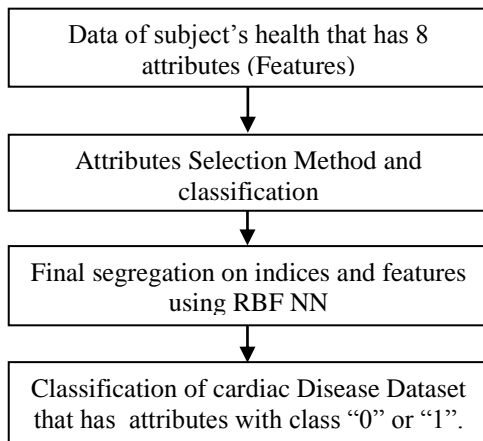 Data of subject's health that has 8
attributes (Features)
Attributes Selection Method and
classification
Final segregation on indices and features
using RBF NN
Classification of cardiac Disease Dataset
that has attributes with class “0” or “1”.